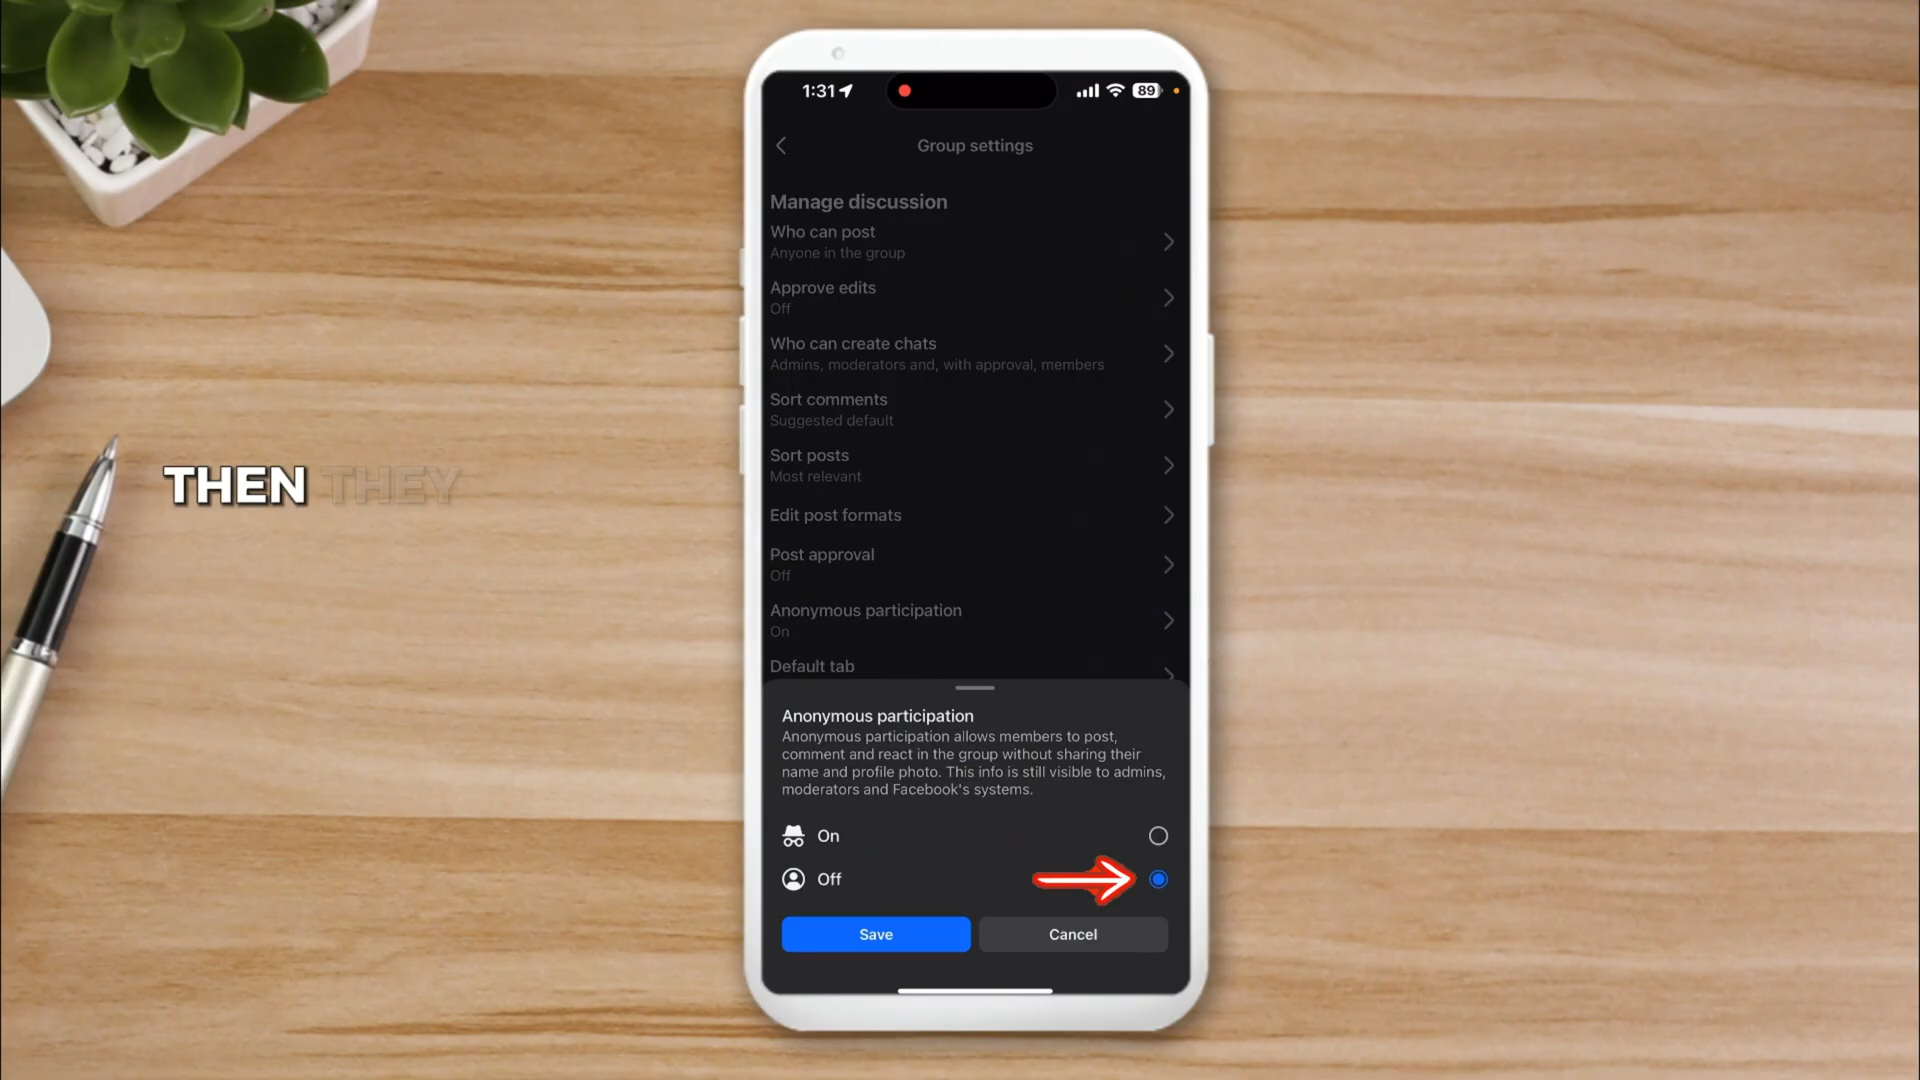 1:31
89
Group settings
Manage discussion
Who can post
Anyone in the group
Approve edits
Off
Who can create chats
Admins, moderators and, with approval, members
Sort comments
Suggested default
Sort posts
Most relevant
THEN THEY
Edit post formats
Post approval
Off
Anonymous participation
On
Default tab
Anonymous participation
Anonymous participation allows members to post,
comment and react in the group without sharing their
name and profile photo. This info is still visible to admins,
moderators and Facebook's systems.
On
Off
Save
Cancel